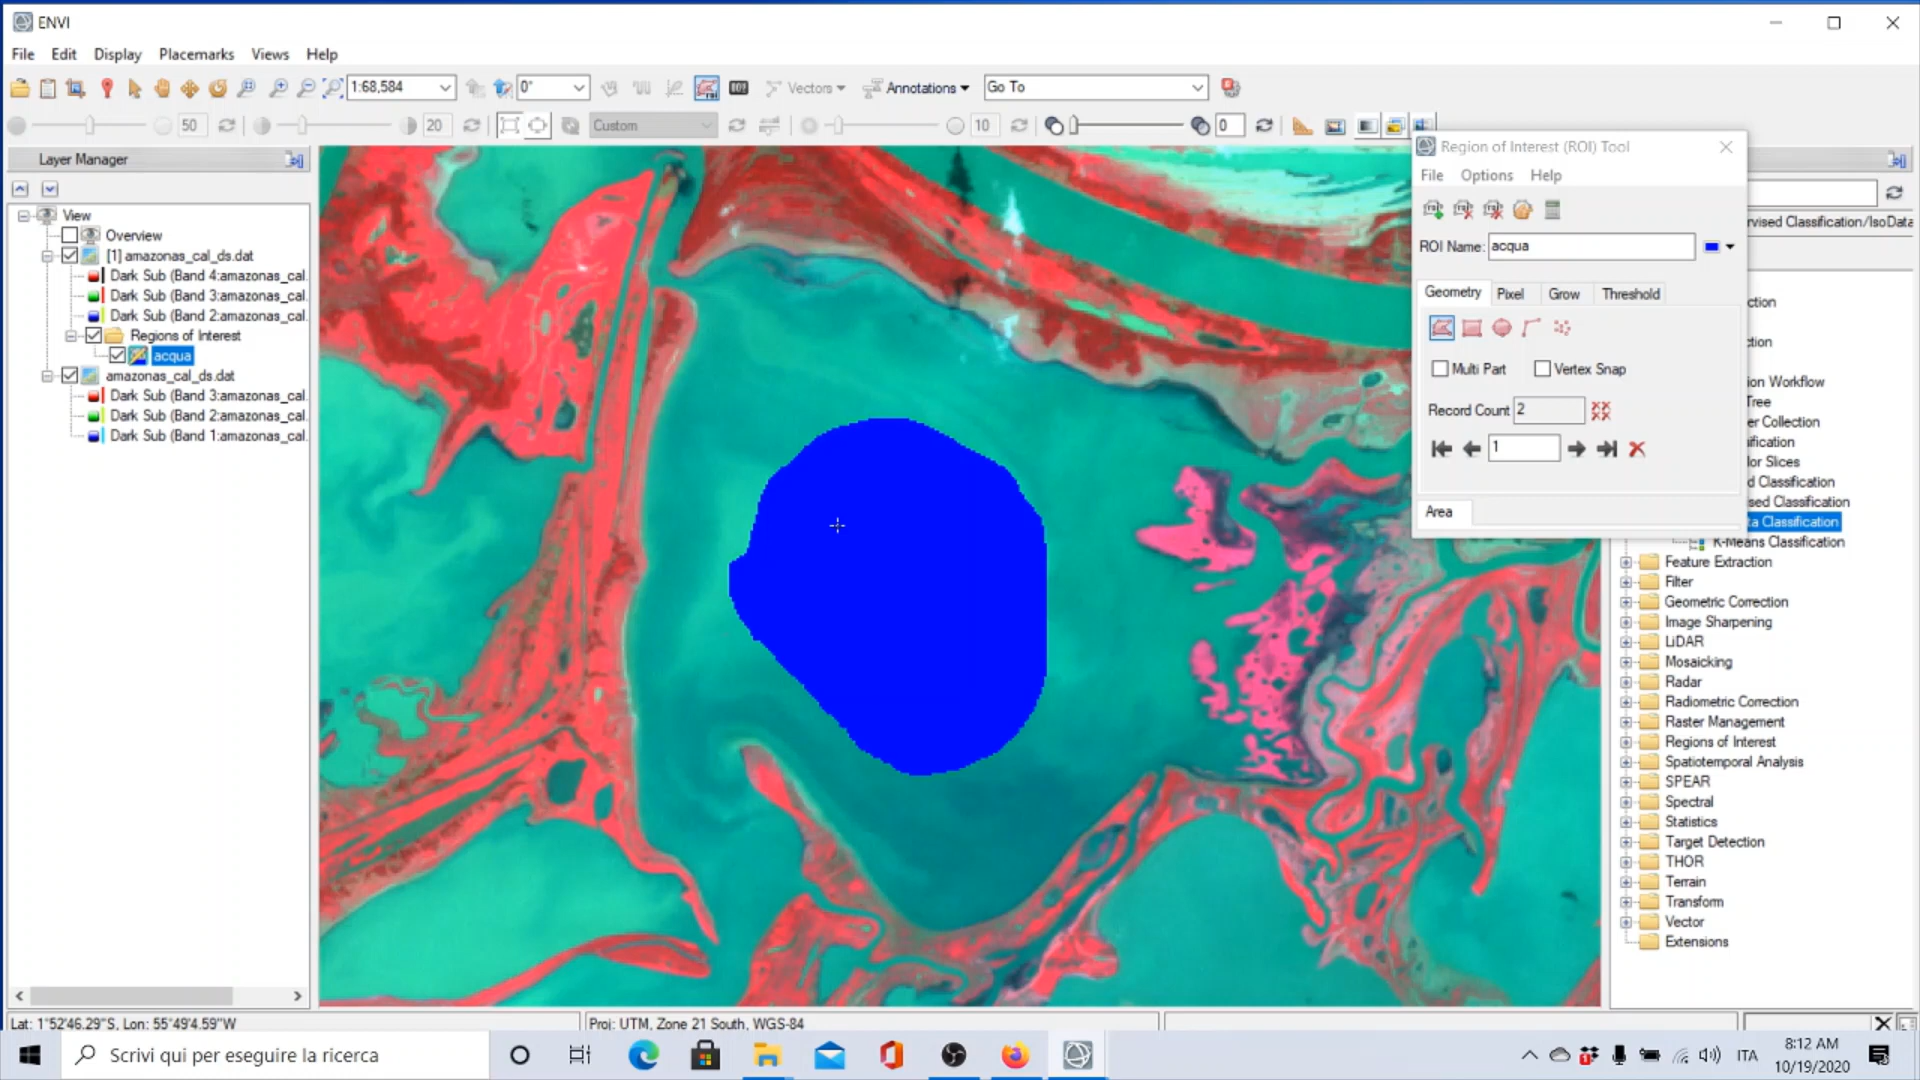 ENVI
File Edit Display Placemarks Views Help
1:68,584 0° Vectors Annotations Go To
50 20 Custom 10 0
Layer Manager
View
Overview
[1] amazonas_cal_ds.dat
Dark Sub (Band 4:amazonas_cal.
Dark Sub (Band 3:amazonas_cal.
Dark Sub (Band 2:amazonas_cal.
Regions of Interest
acqua
amazonas_cal_ds.dat
Dark Sub (Band 3:amazonas_cal.
Dark Sub (Band 2:amazonas_cal.
Dark Sub (Band 1:amazonas_cal.
Region of Interest (ROI) Tool
File Options Help
ROI Name: acqua
Geometry Pixel Grow Threshold
Multi Part Vertex Snap
Record Count 2
1
Area
rvised Classification/IsoData
ction
tion
ion Workflow
Tree
er Collection
ification
lor Slices
d Classification
sed Classification
ta Classification
K-Means Classification
Feature Extraction
Filter
Geometric Correction
Image Sharpening
LiDAR
Mosaicking
Radar
Radiometric Correction
Raster Management
Regions of Interest
Spatiotemporal Analysis
SPEAR
Spectral
Statistics
Target Detection
THOR
Terrain
Transform
Vector
Extensions
Lat: 1°52'46.29"S, Lon: 55°49'4.59"W
Proj: UTM, Zone 21 South, WGS-84
Scrivi qui per eseguire la ricerca
ITA
8:12 AM
10/19/2020